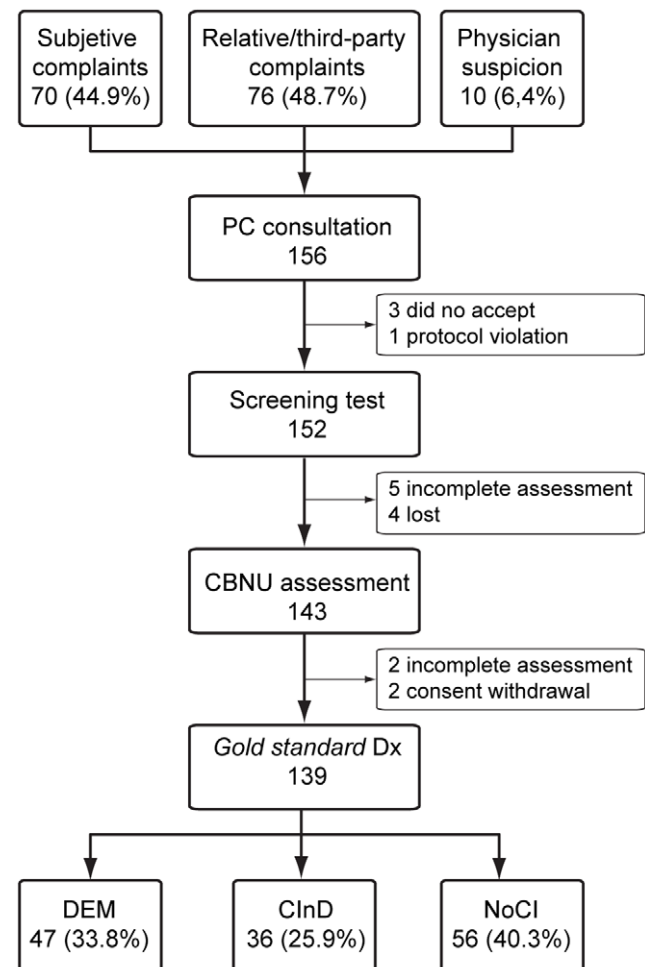 Subjetive
complaints
70 (44.9%)
Relative/third-party
complaints
76 (48.7%)
Physician
suspicion
10 (6,4%)
PC consultation
156
3 did no accept
1 protocol violation
Screening test
152
5 incomplete assessment
4 lost
CBNU assessment
143
2 incomplete assessment
2 consent withdrawal
Gold standard Dx
139
DEM
47 (33.8%)
CInD
36 (25.9%)
NoCI
56 (40.3%)